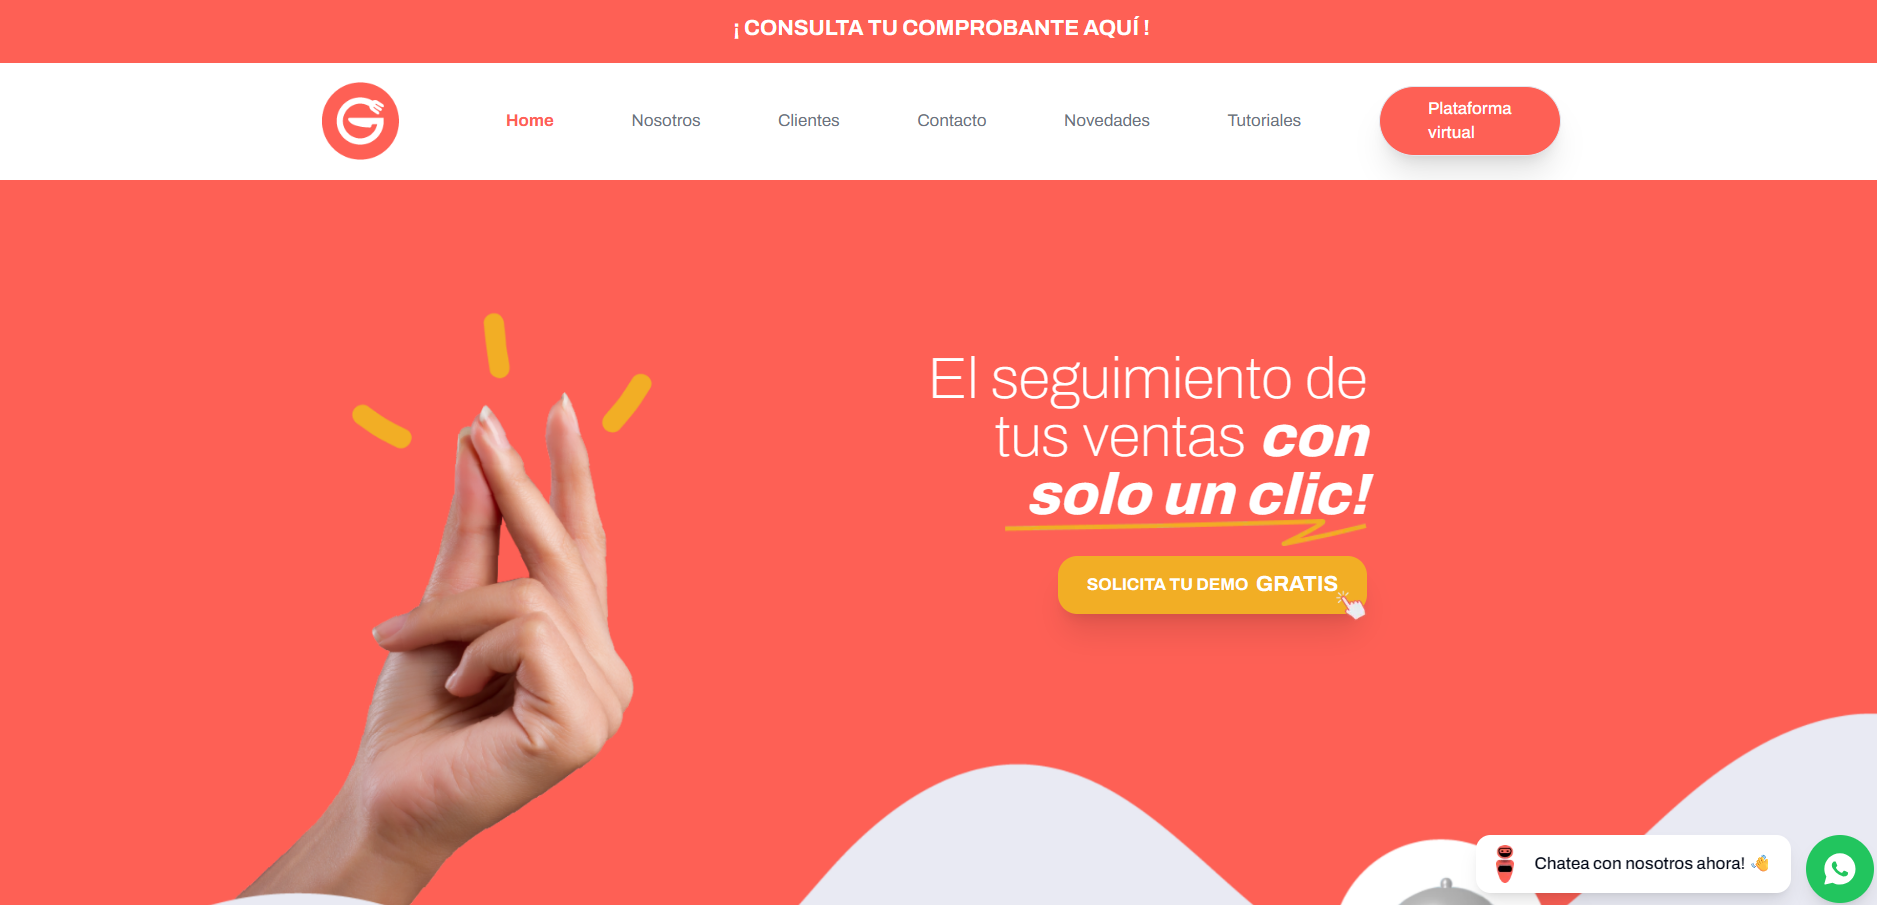 ¡ CONSULTA TU COMPROBANTE AQUÍ !
Home
Nosotros
Clientes
Contacto
Novedades
Tutoriales
Plataforma
virtual
El seguimiento de
tus ventas con
solo un clic!
SOLICITA TU DEMO GRATIS
Chatea con nosotros ahora! 👋